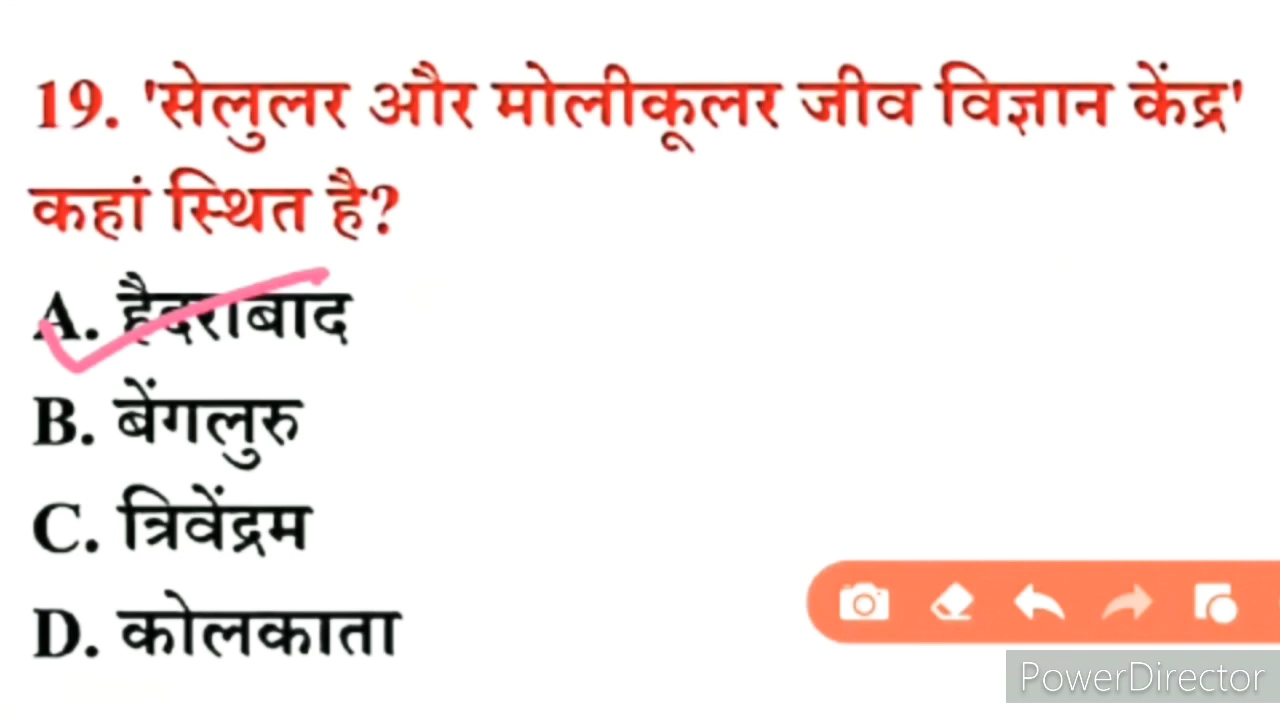 19. 'सेलुलर और मोलीकूलर जीव विज्ञान केंद्र'
कहां स्थित है?
A. हैदराबाद
B. बेंगलुरु
C. त्रिवेंद्रम
D. कोलकाता
PowerDirector